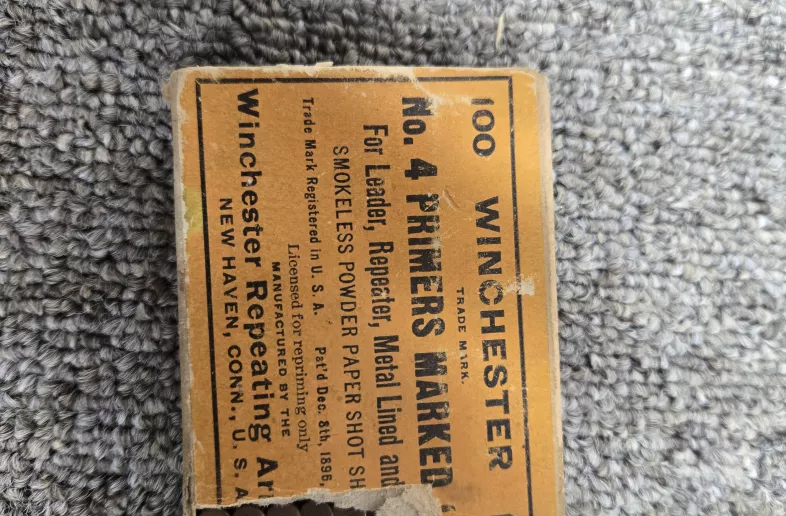 100 WINCHESTER
TRADE MARK.
No. 4 PRIMERS MARKED
For Leader, Repeater, Metal Lined and
SMOKELESS POWDER PAPER SHOT SH
Trade Mark Registered in U. S. A. Pat'd Dec. 8th, 1896,
Licensed for repriming only
MANUFACTURED BY THE
Winchester Repeating Ar
NEW HAVEN, CONN., U. S. A